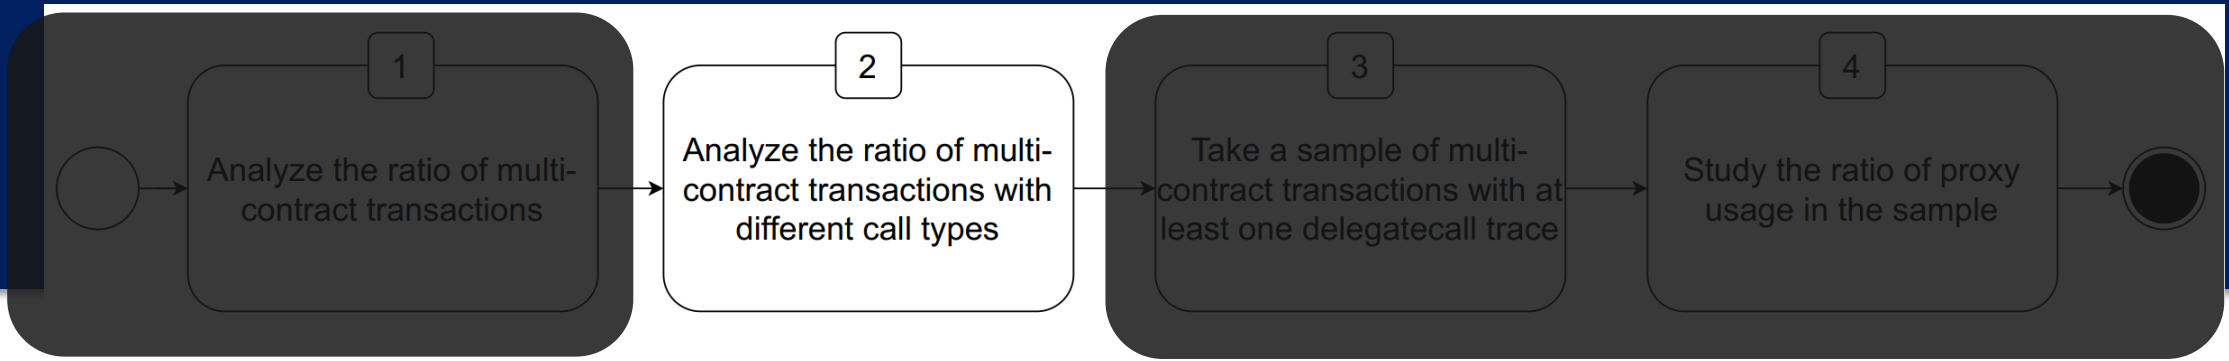 1
Analyze the ratio of multi-
contract transactions
2
Analyze the ratio of multi-
contract transactions with
different call types
3
Take a sample of multi-
contract transactions with at
least one delegatecall trace
4
Study the ratio of proxy
usage in the sample